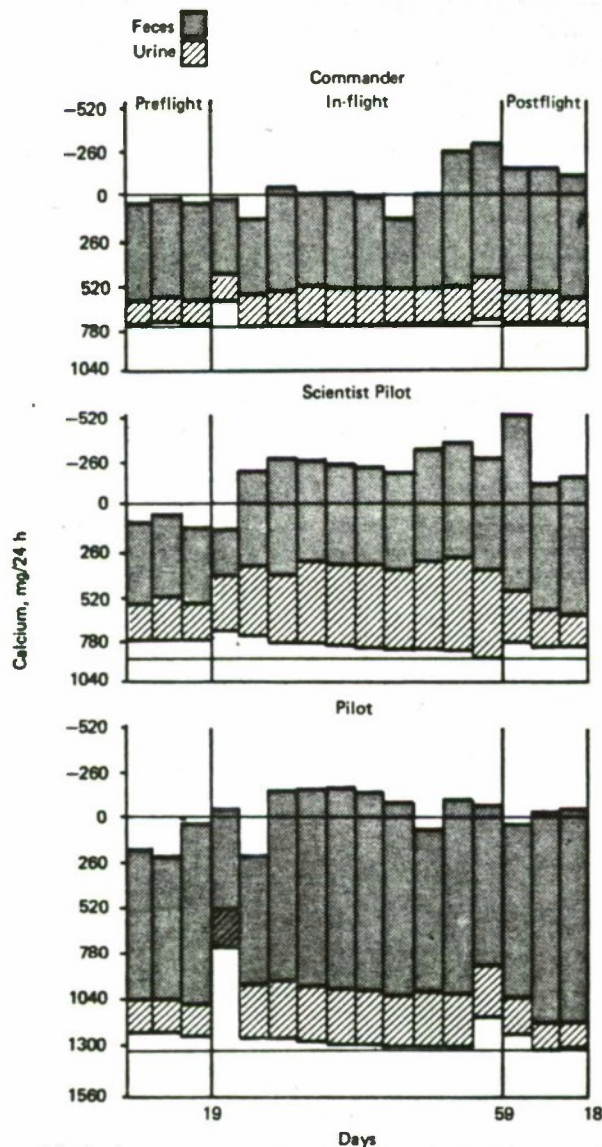 Feces
Urine
Commander
Preflight In-flight Postflight
-520
-260
0
260
520
780
1040
Scientist Pilot
-520
-260
0
260
520
780
1040
Calcium, mg/24 h
Pilot
-520
-260
0
260
520
780
1040
1300
1560
19 59 18
Days